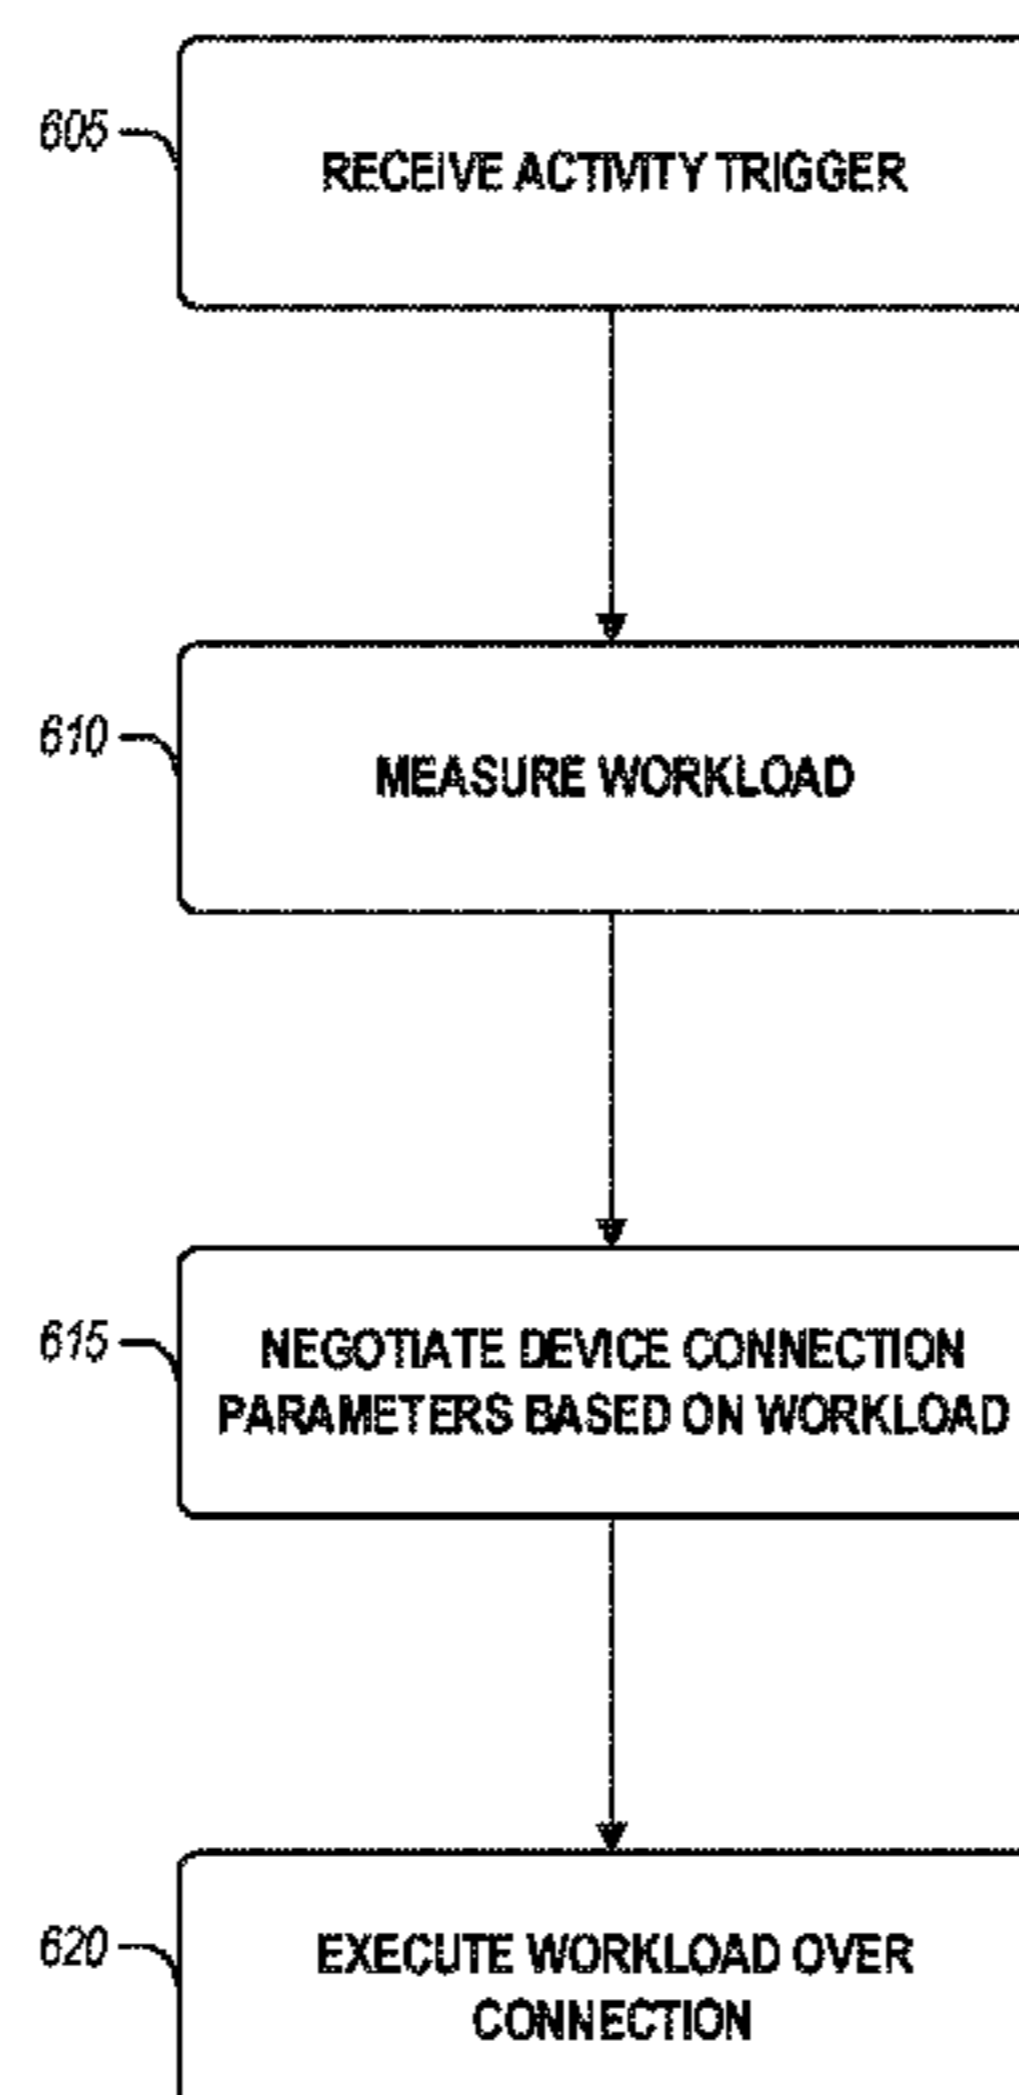 605
RECEIVE ACTIVITY TRIGGER
610
MEASURE WORKLOAD
615
NEGOTIATE DEVICE CONNECTION
PARAMETERS BASED ON WORKLOAD
620
EXECUTE WORKLOAD OVER
CONNECTION